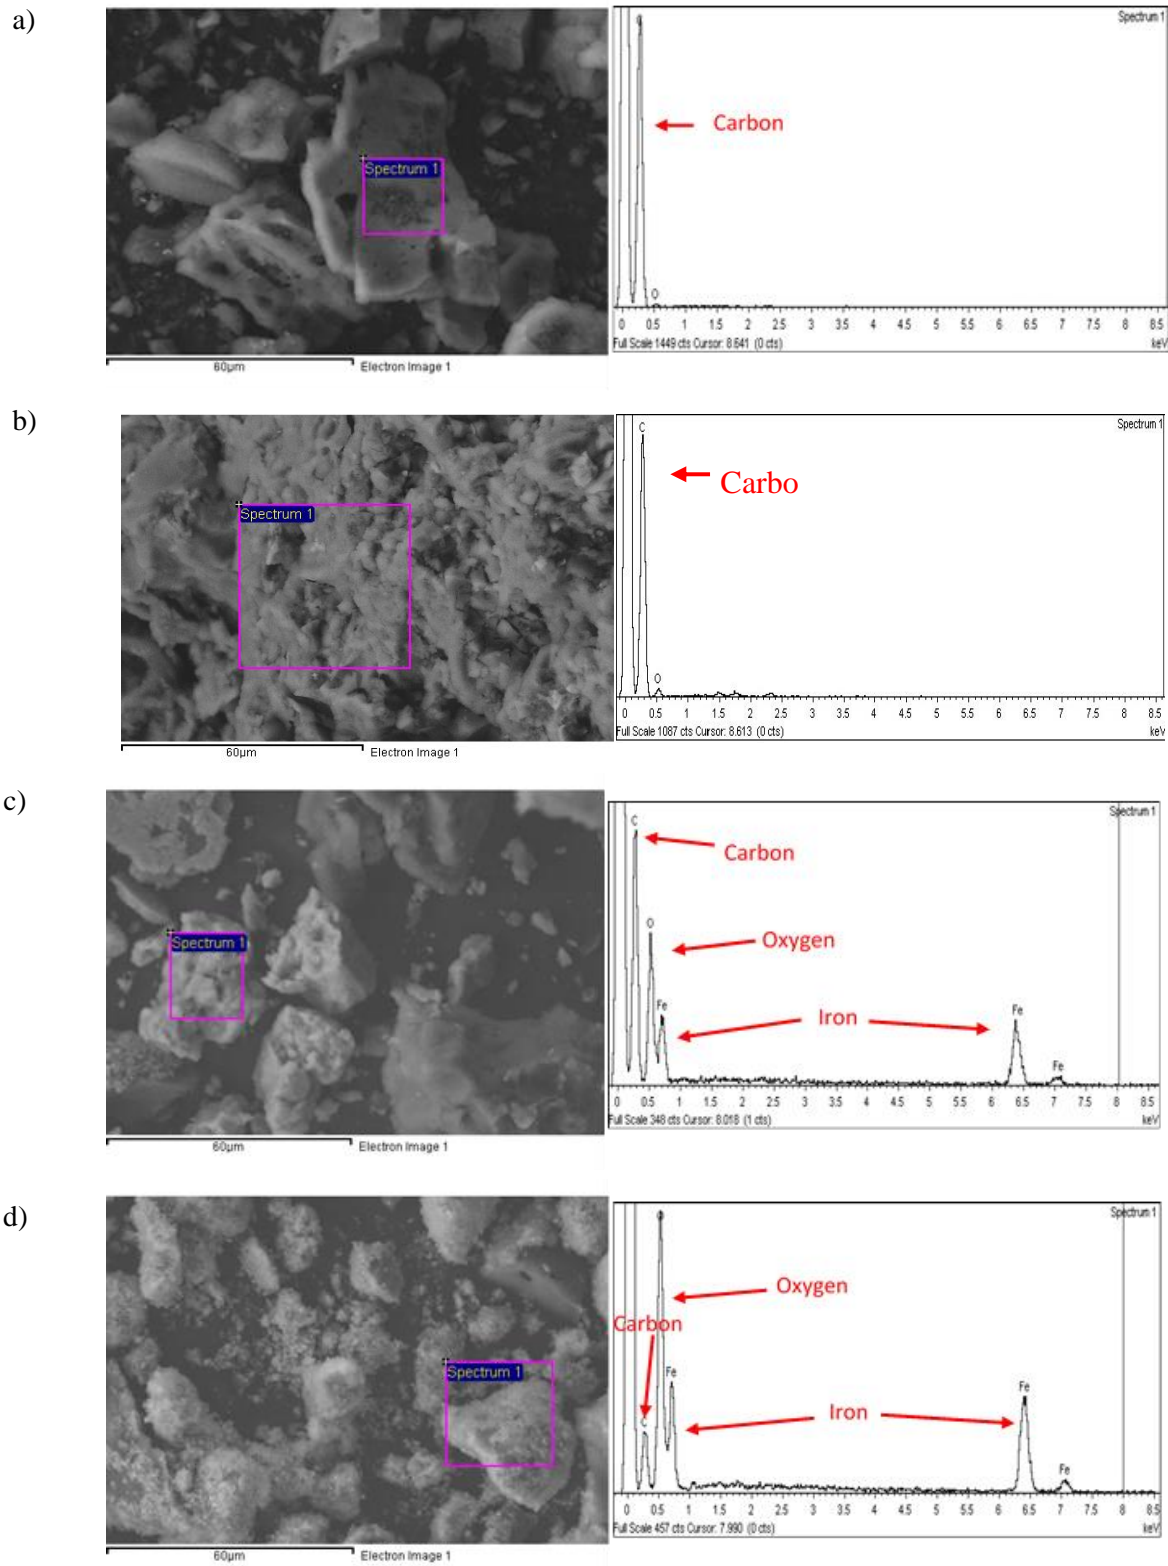 a)
Spectrum 1
60µm
Electron Image 1
Spectrum 1
C
Carbon
O
0 0.5 1 1.5 2 2.5 3 3.5 4 4.5 5 5.5 6 6.5 7 7.5 8 8.5
Full Scale 1449 cts Cursor: 8.641 (0 cts)
keV
b)
Spectrum 1
60µm
Electron Image 1
Spectrum 1
C
Carbo
O
0 0.5 1 1.5 2 2.5 3 3.5 4 4.5 5 5.5 6 6.5 7 7.5 8 8.5
Full Scale 1087 cts Cursor: 8.613 (0 cts)
keV
c)
Spectrum 1
60µm
Electron Image 1
Spectrum 1
C
Carbon
O
Oxygen
Fe
Iron
Fe
Fe
0 0.5 1 1.5 2 2.5 3 3.5 4 4.5 5 5.5 6 6.5 7 7.5 8 8.5
Full Scale 348 cts Cursor: 8.018 (1 cts)
keV
d)
Spectrum 1
60µm
Electron Image 1
Spectrum 1
O
Oxygen
Carbon
Fe
C
Iron
Fe
Fe
0 0.5 1 1.5 2 2.5 3 3.5 4 4.5 5 5.5 6 6.5 7 7.5 8 8.5
Full Scale 457 cts Cursor: 7.990 (0 cts)
keV